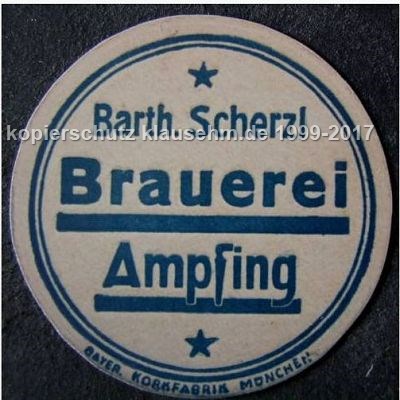 Barth. Scherzl
kopierschutz klausehm.de 1999-2017
Brauerei
Ampfing
BAYER. KORKFABRIK MÜNCHEN